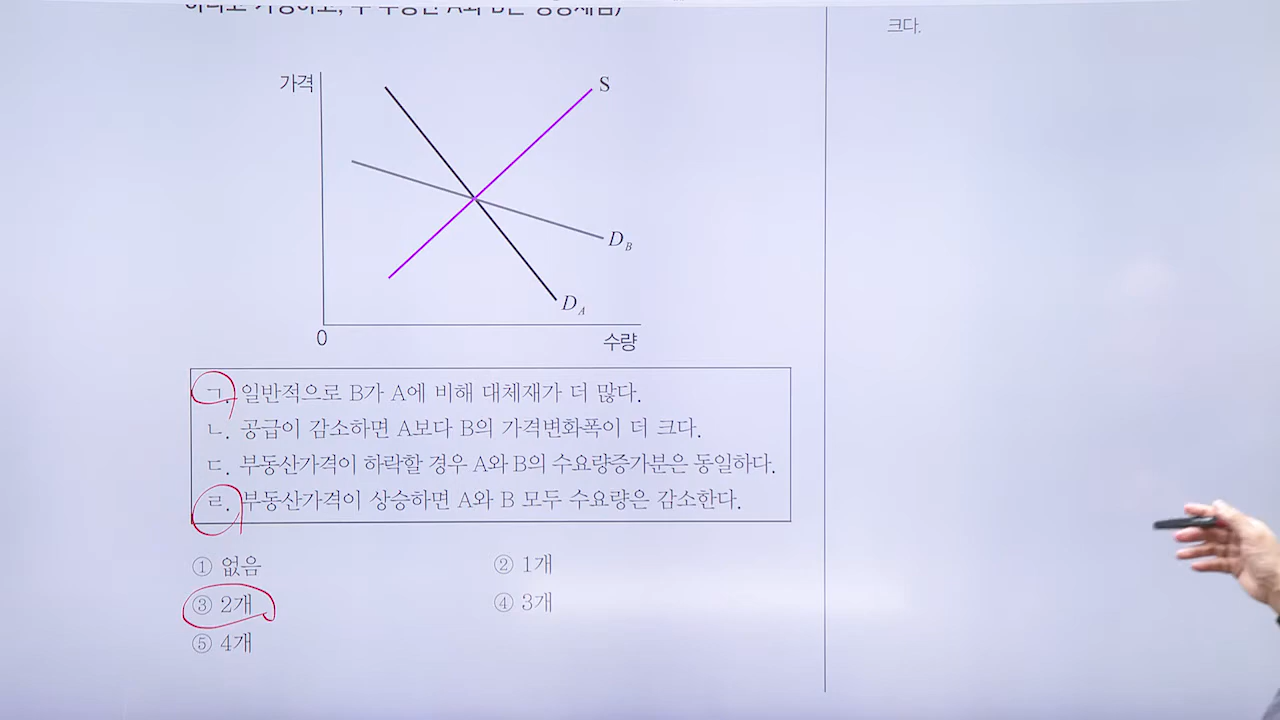 크다.
가격
S
D_B
D_A
0
수량
ㄱ. 일반적으로 B가 A에 비해 대체재가 더 많다.
ㄴ. 공급이 감소하면 A보다 B의 가격변화폭이 더 크다.
ㄷ. 부동산가격이 하락할 경우 A와 B의 수요량증가분은 동일하다.
ㄹ. 부동산가격이 상승하면 A와 B 모두 수요량은 감소한다.
① 없음 ② 1개
③ 2개 ④ 3개
⑤ 4개